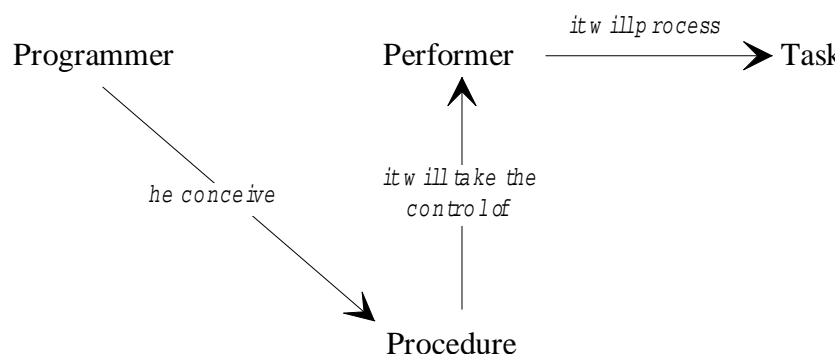 it will process
Programmer
Performer
Task
he conceive
it will take the
control of
Procedure